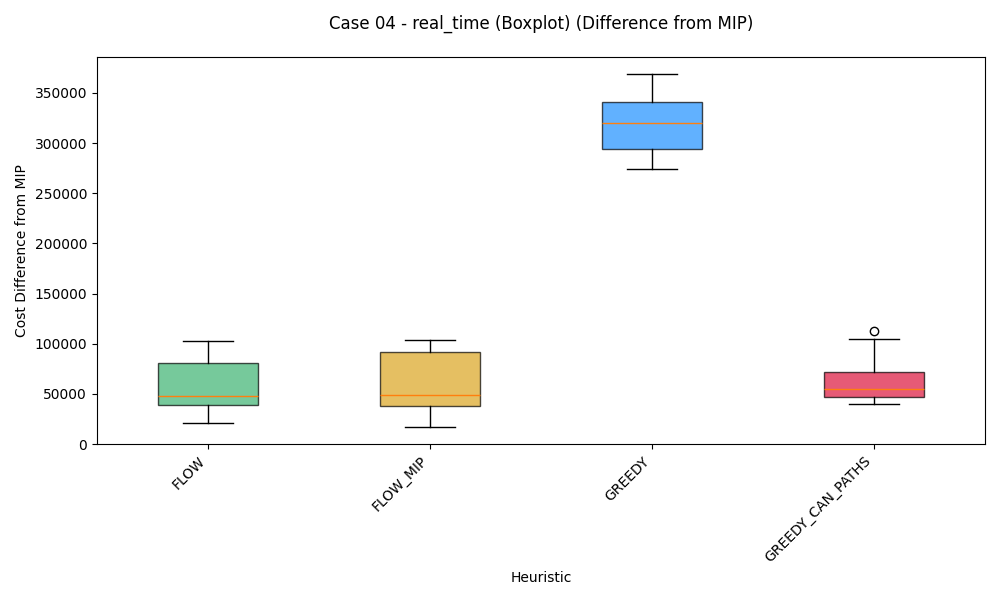 Case 04 - real_time (Boxplot) (Difference from MIP)
Cost Difference from MIP
350000
300000
250000
200000
150000
100000
50000
0
FLOW
FLOW_MIP
GREEDY
GREEDY_CAN_PATHS
Heuristic